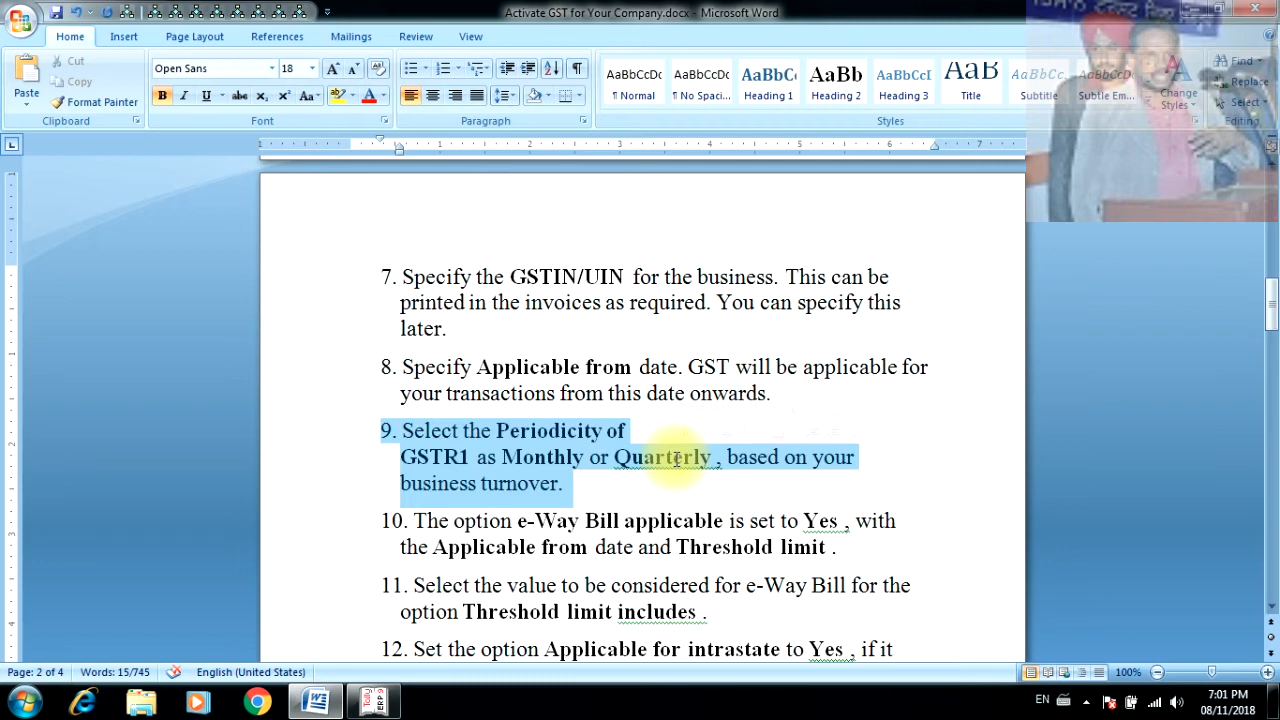 Activate GST for Your Company.docx - Microsoft Word
Home Insert Page Layout References Mailings Review View
Paste
Cut
Copy
Format Painter
Clipboard
Open Sans 18
Font
Paragraph
AaBbCcDc AaBbCcDc AaBbC AaBb AaBbCcI AaB AaBbCcDc AaBbCcDc
¶ Normal ¶ No Spaci... Heading 1 Heading 2 Heading 3 Title Subtitle Subtle Em...
Change
Styles
Styles
Find
Replace
Select
Editing
7. Specify the GSTIN/UIN for the business. This can be
printed in the invoices as required. You can specify this
later.
8. Specify Applicable from date. GST will be applicable for
your transactions from this date onwards.
9. Select the Periodicity of
GSTR1 as Monthly or Quarterly , based on your
business turnover.
10. The option e-Way Bill applicable is set to Yes , with
the Applicable from date and Threshold limit .
11. Select the value to be considered for e-Way Bill for the
option Threshold limit includes .
12. Set the option Applicable for intrastate to Yes , if it
Page: 2 of 4 Words: 15/745 English (United States) 100%
EN 7:01 PM
08/11/2018